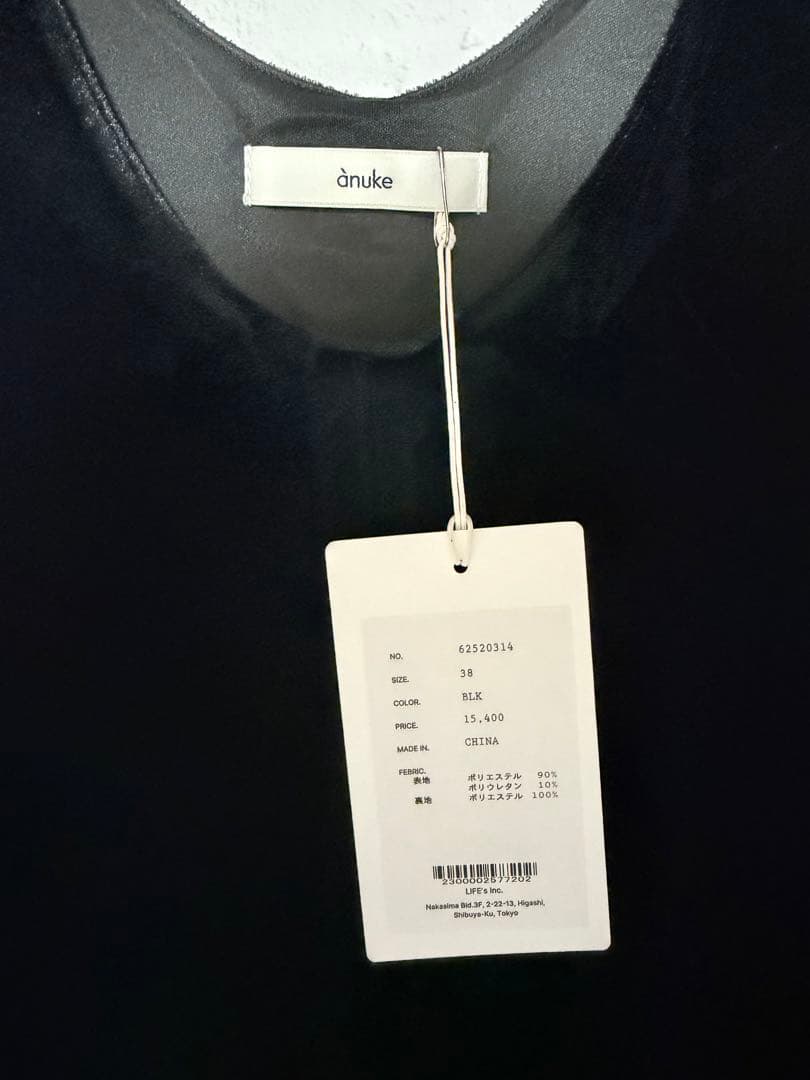 ànuke
NO. 62520314
SIZE. 38
COLOR. BLK
PRICE. 15,400
MADE IN. CHINA
FEBRIC.
表地 ポリエステル 90%
ポリウレタン 10%
裏地 ポリエステル 100%
2300002577202
LIFE's Inc.
Nakasima Bld.3F, 2-22-13, Higashi,
Shibuya-Ku, Tokyo